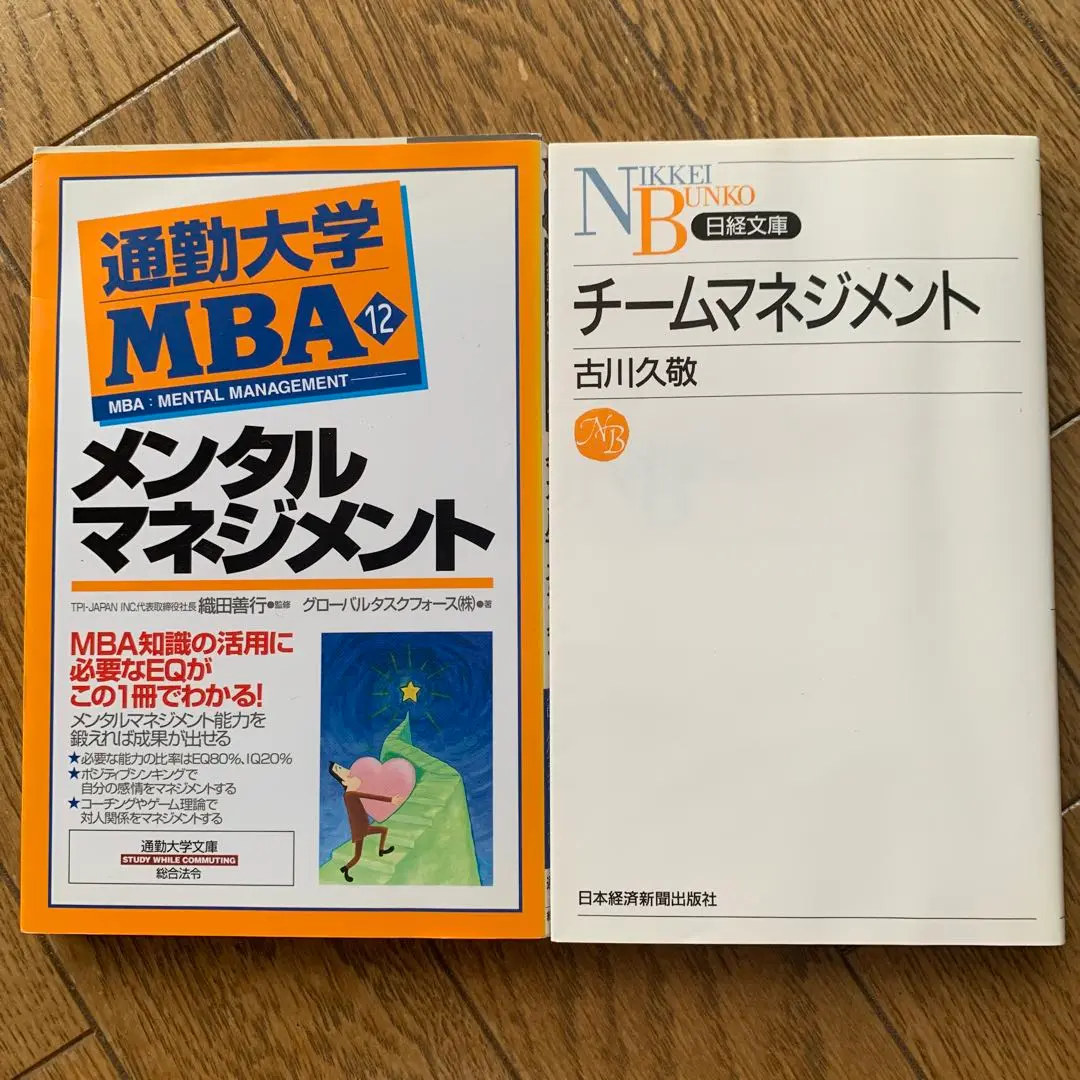 通勤大学
MBA 12
MBA : MENTAL MANAGEMENT
メンタル
マネジメント
TPI-JAPAN INC.代表取締役社長 織田善行●監修 グローバルタスクフォース(株)●著
MBA知識の活用に
必要なEQが
この1冊でわかる!
メンタルマネジメント能力を
鍛えれば成果が出せる
★必要な能力の比率はEQ80%、IQ20%
★ポジティブシンキングで
自分の感情をマネジメントする
★コーチングやゲーム理論で
対人関係をマネジメントする
通勤大学文庫
STUDY WHILE COMMUTING
総合法令
NIKKEI
BUNKO
日経文庫
チームマネジメント
古川久敬
NB
日本経済新聞出版社